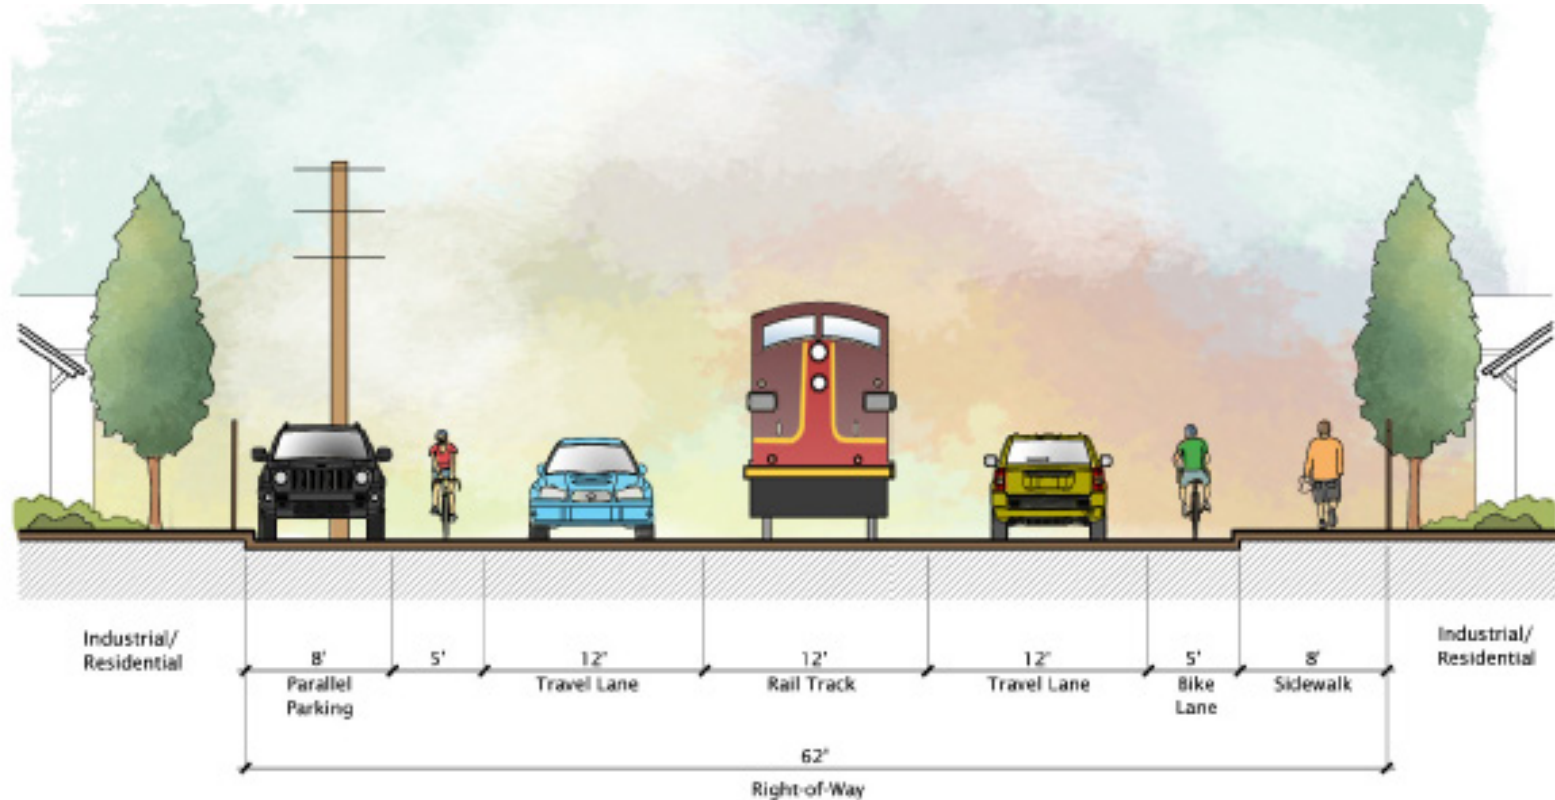 Industrial/
Residential
8'
Parallel
Parking
5'
12'
Travel Lane
12'
Rail Track
12'
Travel Lane
5'
Bike
Lane
8'
Sidewalk
Industrial/
Residential
62'
Right-of-Way